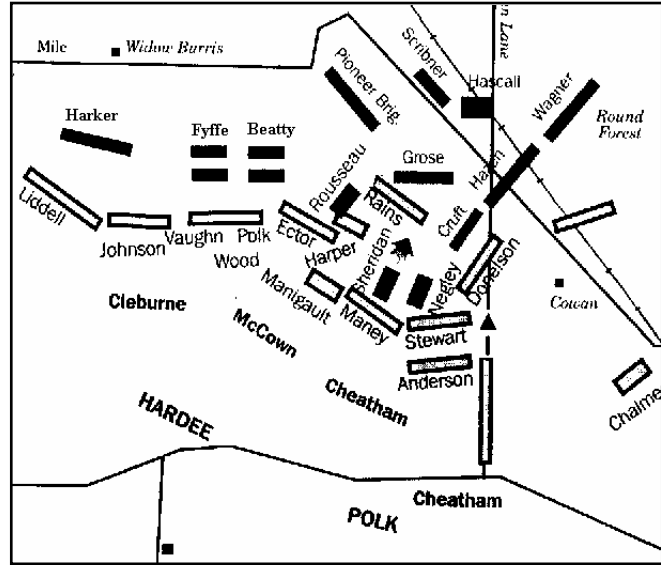 Mile
Widow Burris
Pioneer Brig.
Scribner
Lane
Hascall
Wagner
Round
Forest
Harker
Fyffe
Beatty
Rousseau
Grose
Hazen
Liddell
Johnson
Vaughn
Polk
Wood
Ector
Harper
Rains
Sheridan
Cruft
Negley
Donelson
Cowan
Cleburne
McCown
Manigault
Maney
Stewart
Anderson
Cheatham
Chalme
HARDEE
POLK
Cheatham